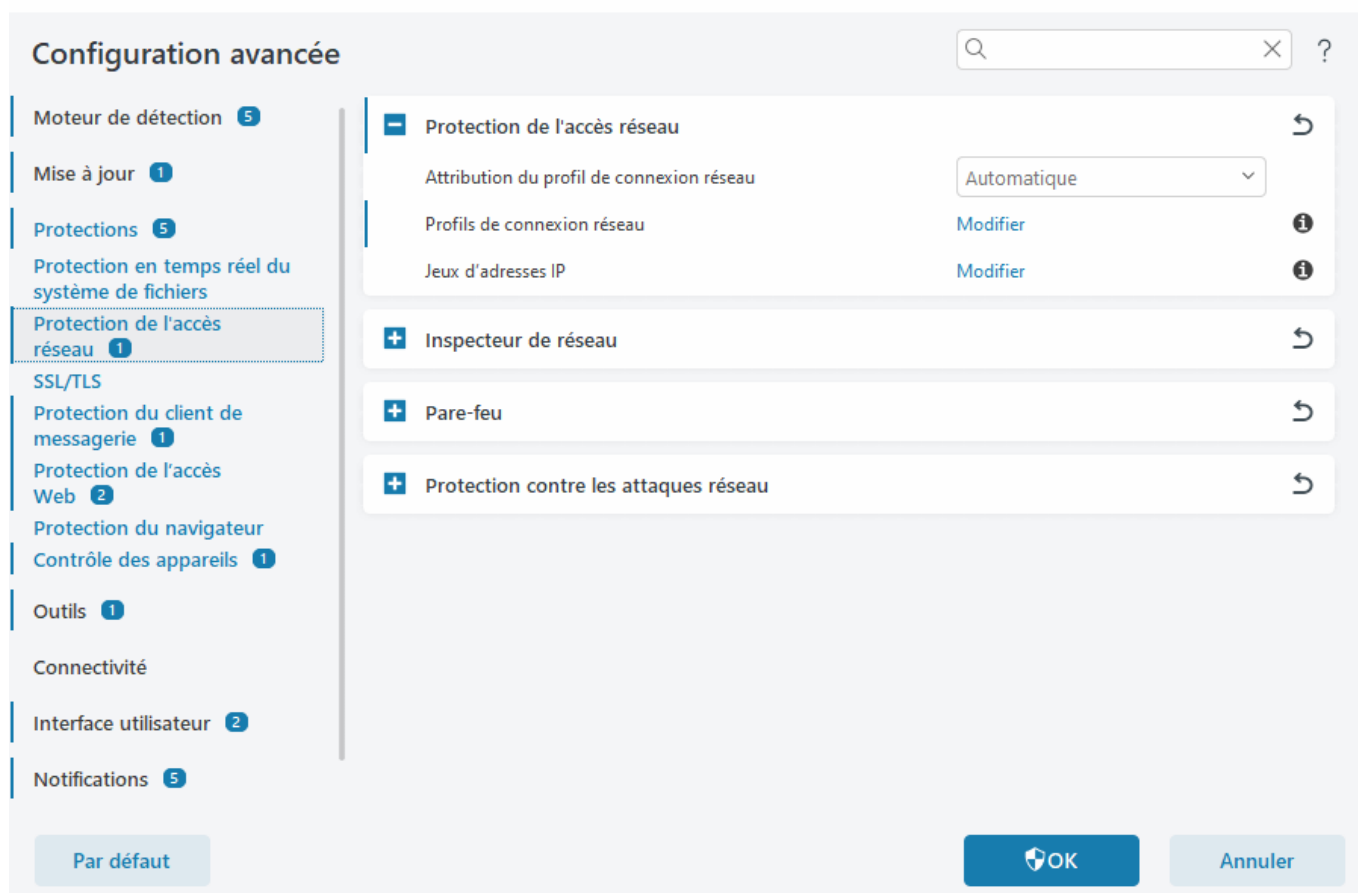 Configuration avancée
?
Moteur de détection 5
Mise à jour 1
Protections 5
Protection en temps réel du
système de fichiers
Protection de l'accès
réseau 1
SSL/TLS
Protection du client de
messagerie 1
Protection de l'accès
Web 2
Protection du navigateur
Contrôle des appareils 1
Outils 1
Connectivité
Interface utilisateur 2
Notifications 5
Protection de l'accès réseau
Attribution du profil de connexion réseau Automatique
Profils de connexion réseau Modifier
Jeux d'adresses IP Modifier
Inspecteur de réseau
Pare-feu
Protection contre les attaques réseau
Par défaut
OK
Annuler